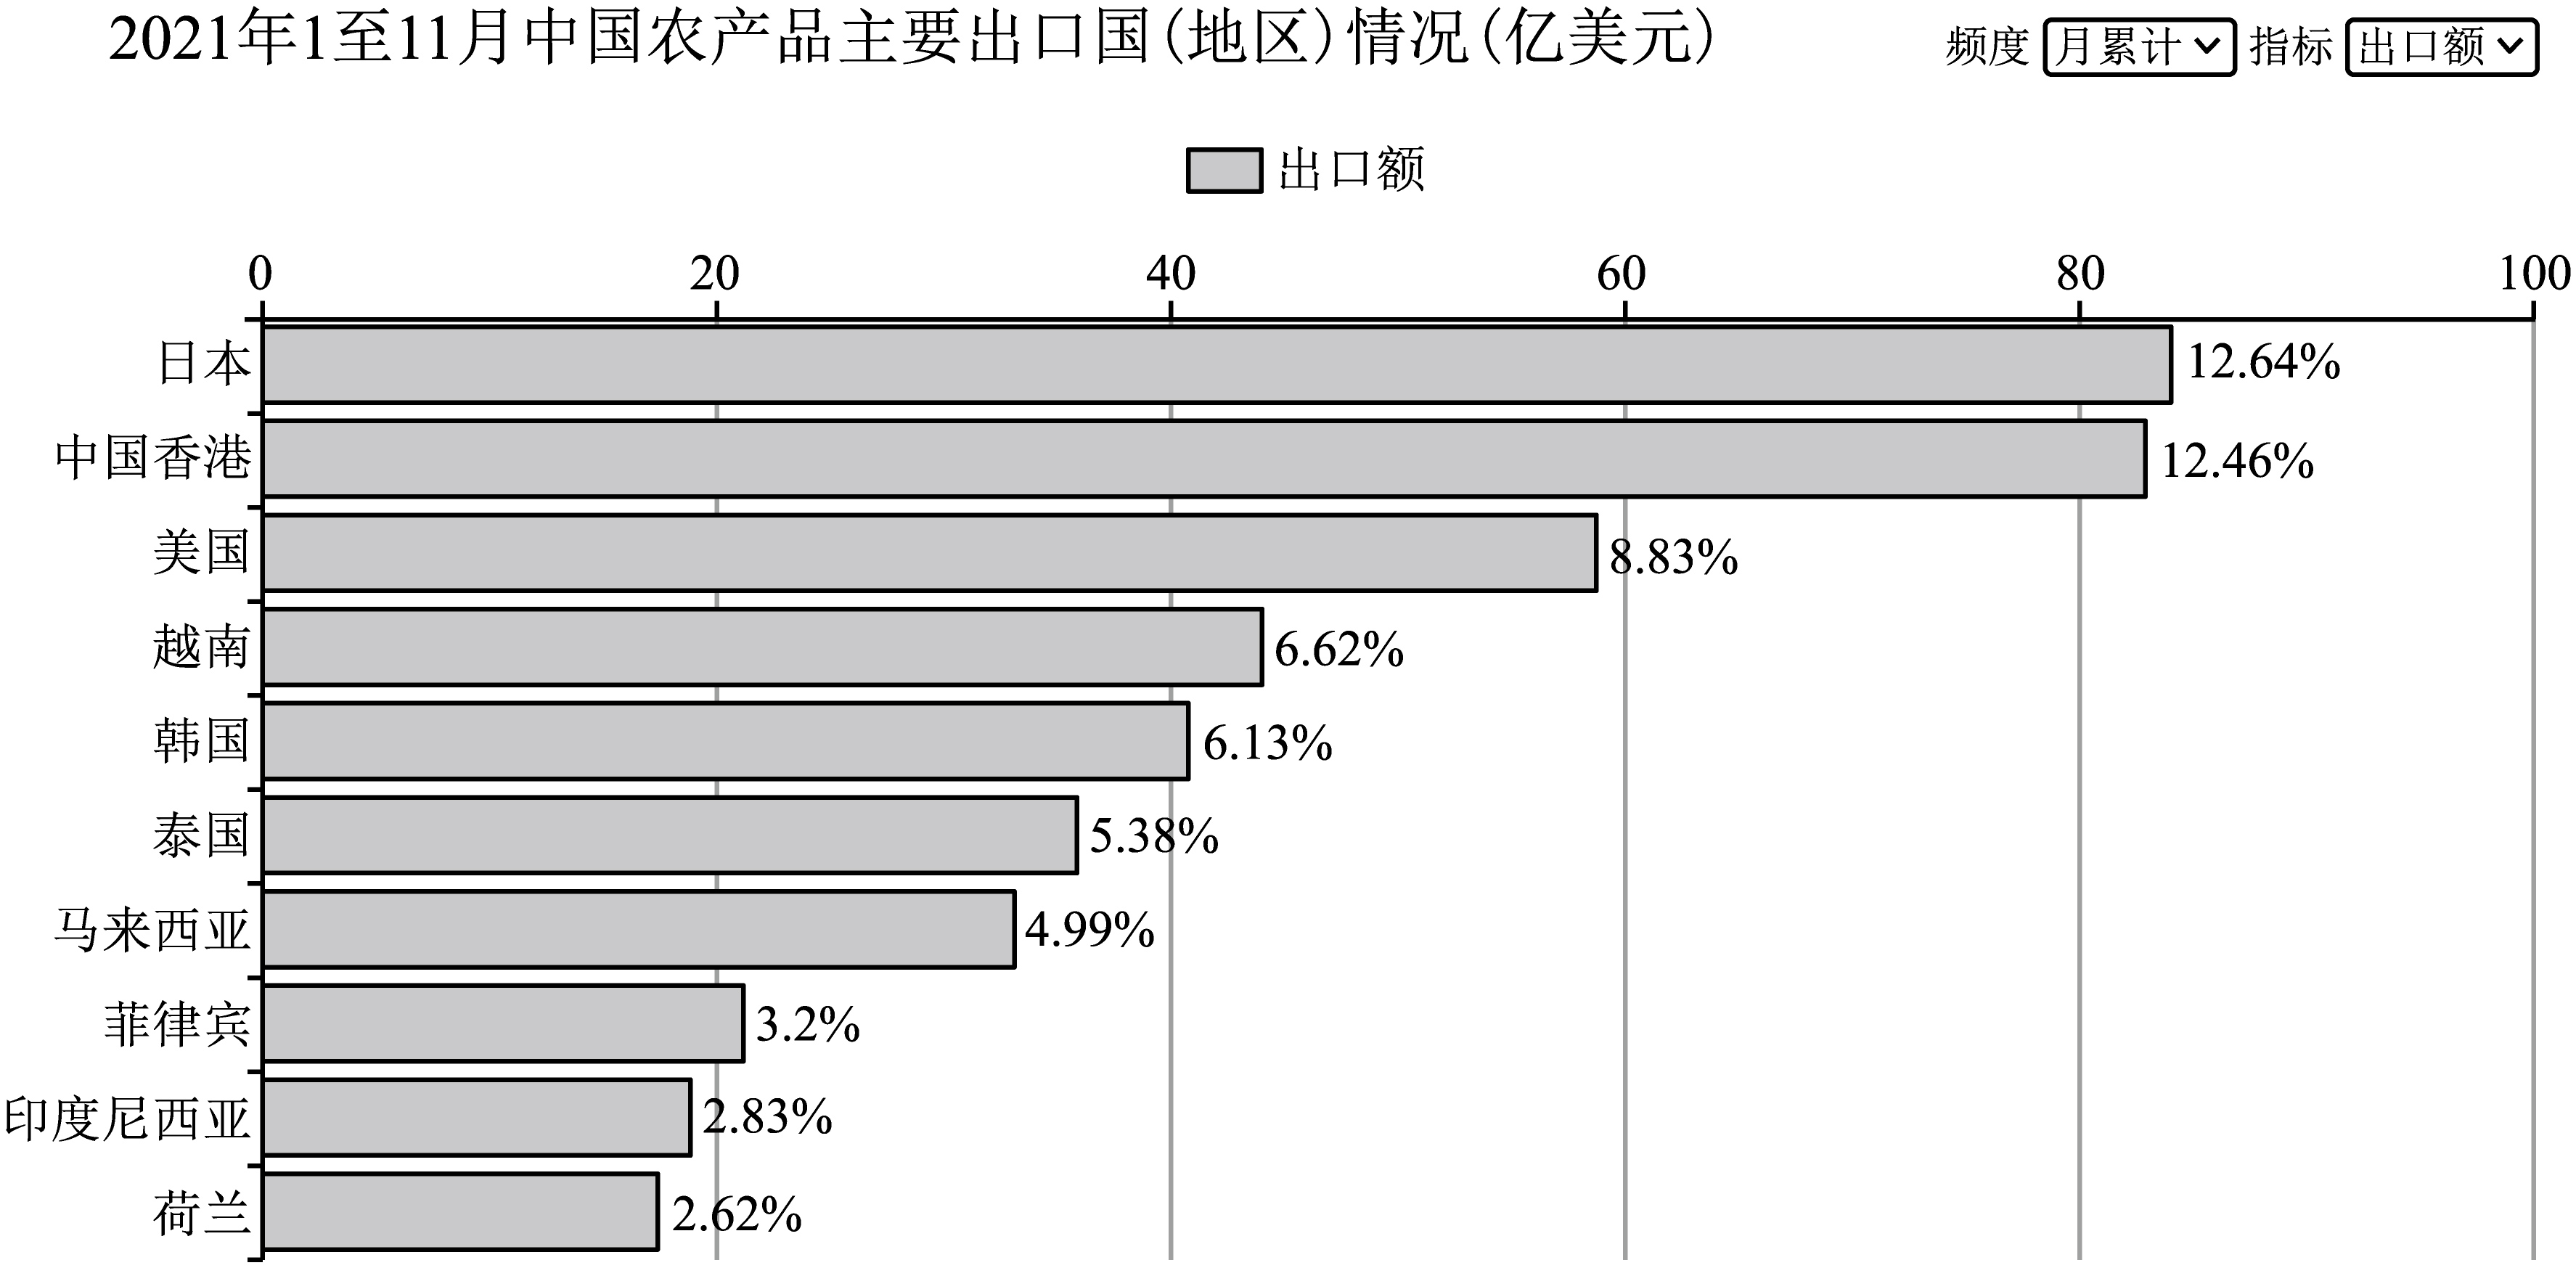 2021年1至11月中国农产品主要出口国(地区)情况(亿美元)
频度 月累计 指标 出口额
出口额
0 20 40 60 80 100
日本 12.64%
中国香港 12.46%
美国 8.83%
越南 6.62%
韩国 6.13%
泰国 5.38%
马来西亚 4.99%
菲律宾 3.2%
印度尼西亚 2.83%
荷兰 2.62%